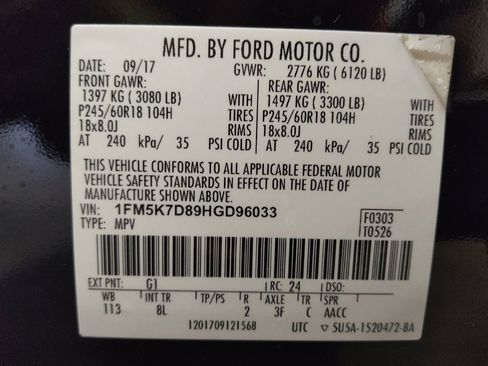 MFD. BY FORD MOTOR CO.
DATE: 09/17 GVWR: 2776 KG ( 6120 LB)
FRONT GAWR: REAR GAWR:
1397 KG ( 3080 LB) WITH 1497 KG ( 3300 LB) WITH
P245/60R18 104H TIRES P245/60R18 104H TIRES
18x8.0J RIMS 18x8.0J RIMS
AT 240 kPa/ 35 PSI COLD AT 240 kPa/ 35 PSI COLD
THIS VEHICLE CONFORMS TO ALL APPLICABLE FEDERAL MOTOR
VEHICLE SAFETY STANDARDS IN EFFECT ON THE DATE OF
MANUFACTURE SHOWN ABOVE.
VIN: 1FM5K7D89HGD96033 F0303
TYPE: MPV T0526
EXT PNT: G1 RC: 24 DSO:
WB INT TR TP/PS R AXLE TR SPR
113 8L 2 3F C AACC
1201709121568 UTC 5U5A-1520472-BA